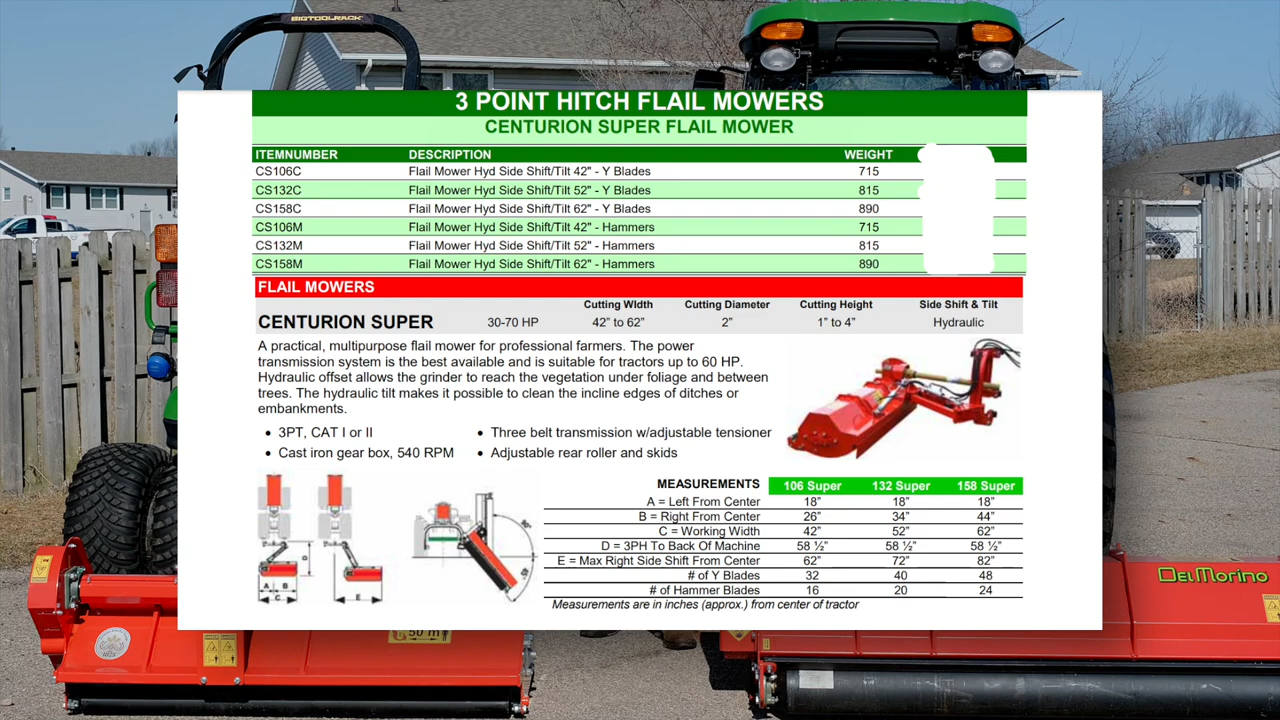 BIGTOOLRACK
3 POINT HITCH FLAIL MOWERS
CENTURION SUPER FLAIL MOWER
ITEMNUMBER DESCRIPTION WEIGHT
CS106C Flail Mower Hyd Side Shift/Tilt 42" - Y Blades 715
CS132C Flail Mower Hyd Side Shift/Tilt 52" - Y Blades 815
CS158C Flail Mower Hyd Side Shift/Tilt 62" - Y Blades 890
CS106M Flail Mower Hyd Side Shift/Tilt 42" - Hammers 715
CS132M Flail Mower Hyd Side Shift/Tilt 52" - Hammers 815
CS158M Flail Mower Hyd Side Shift/Tilt 62" - Hammers 890
FLAIL MOWERS
Cutting Width Cutting Diameter Cutting Height Side Shift & Tilt
CENTURION SUPER 30-70 HP 42” to 62” 2” 1” to 4” Hydraulic
A practical, multipurpose flail mower for professional farmers. The power
transmission system is the best available and is suitable for tractors up to 60 HP.
Hydraulic offset allows the grinder to reach the vegetation under foliage and between
trees. The hydraulic tilt makes it possible to clean the incline edges of ditches or
embankments.
• 3PT, CAT I or II
• Cast iron gear box, 540 RPM
• Three belt transmission w/adjustable tensioner
• Adjustable rear roller and skids
MEASUREMENTS 106 Super 132 Super 158 Super
A = Left From Center 18” 18” 18”
B = Right From Center 26” 34” 44”
C = Working Width 42” 52” 62”
D = 3PH To Back Of Machine 58 ½” 58 ½” 58 ½”
E = Max Right Side Shift From Center 62” 72” 82”
# of Y Blades 32 40 48
# of Hammer Blades 16 20 24
Measurements are in inches (approx.) from center of tractor
A B
C
D
E
DELMORINO
50 m